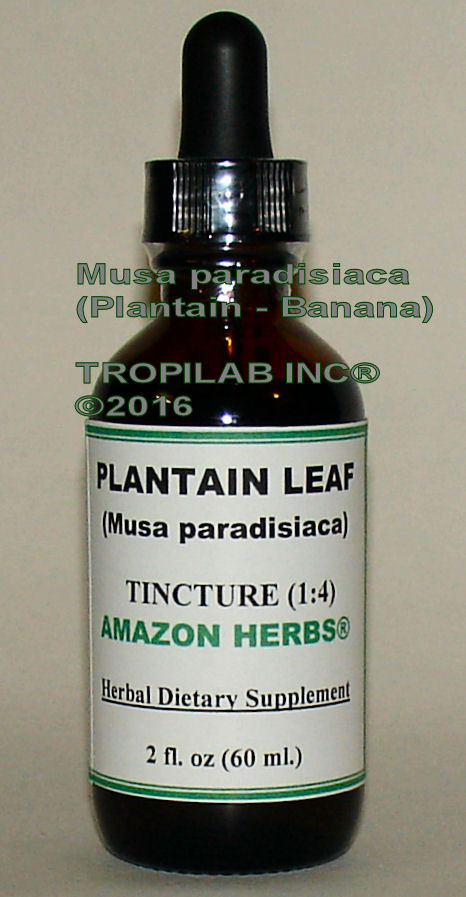 Musa paradisiaca
(Plantain - Banana)
TROPILAB INC®
©2016
PLANTAIN LEAF
(Musa paradisiaca)
TINCTURE (1:4)
AMAZON HERBS®
Herbal Dietary Supplement
2 fl. oz (60 ml.)